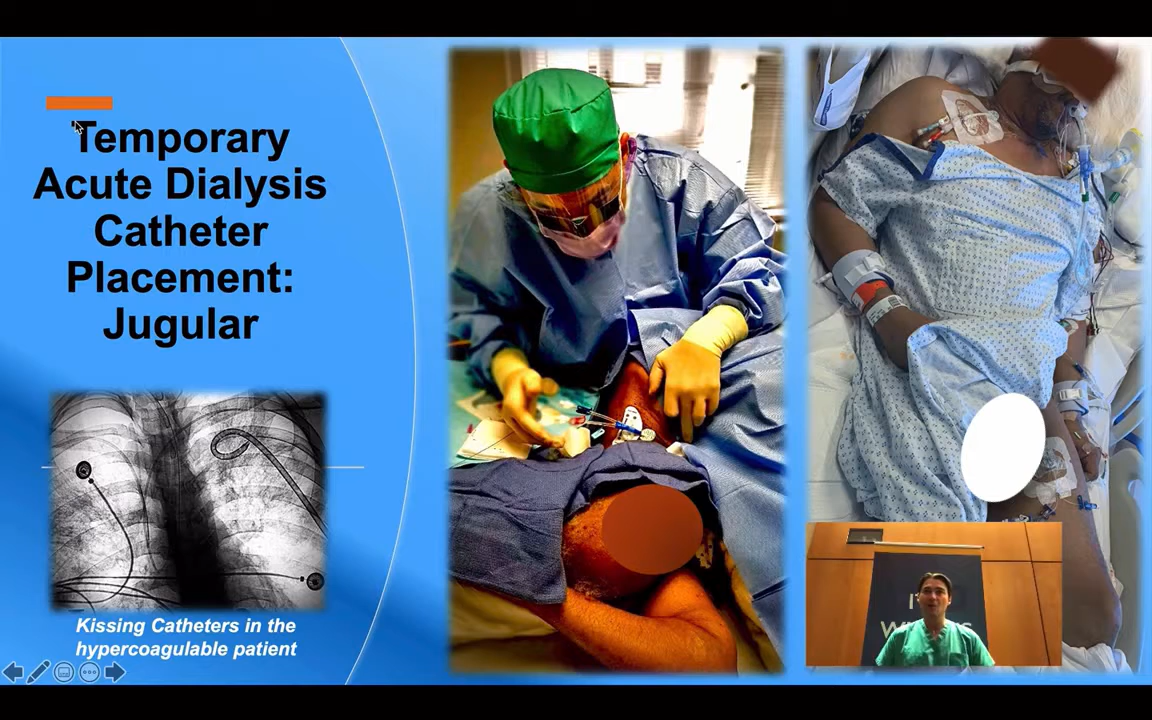 Temporary
Acute Dialysis
Catheter
Placement:
Jugular
Kissing Catheters in the
hypercoagulable patient